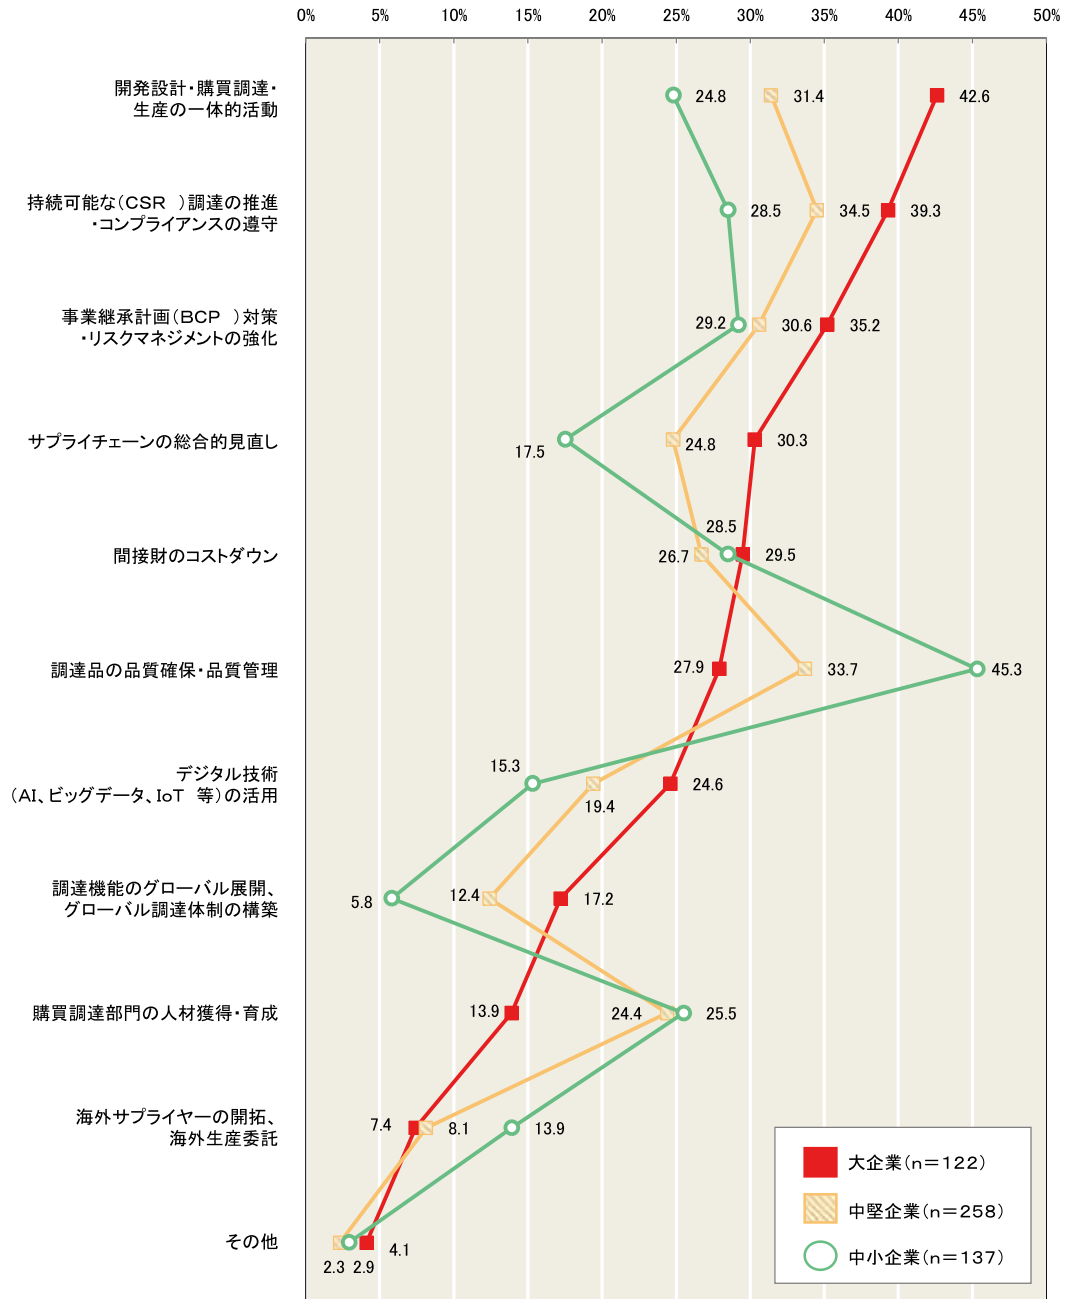 0% 5% 10% 15% 20% 25% 30% 35% 40% 45% 50%
開発設計・購買調達・
生産の一体的活動
24.8 31.4 42.6
持続可能な(CSR )調達の推進
・コンプライアンスの遵守
28.5 34.5 39.3
事業継承計画(BCP )対策
・リスクマネジメントの強化
29.2 30.6 35.2
サプライチェーンの総合的見直し
17.5 24.8 30.3
間接財のコストダウン
28.5 26.7 29.5
調達品の品質確保・品質管理
27.9 33.7 45.3
デジタル技術
(AI、ビッグデータ、IoT 等)の活用
15.3 19.4 24.6
調達機能のグローバル展開、
グローバル調達体制の構築
5.8 12.4 17.2
購買調達部門の人材獲得・育成
13.9 24.4 25.5
海外サプライヤーの開拓、
海外生産委託
7.4 8.1 13.9
その他
2.3 2.9 4.1
大企業(n=122)
中堅企業(n=258)
中小企業(n=137)